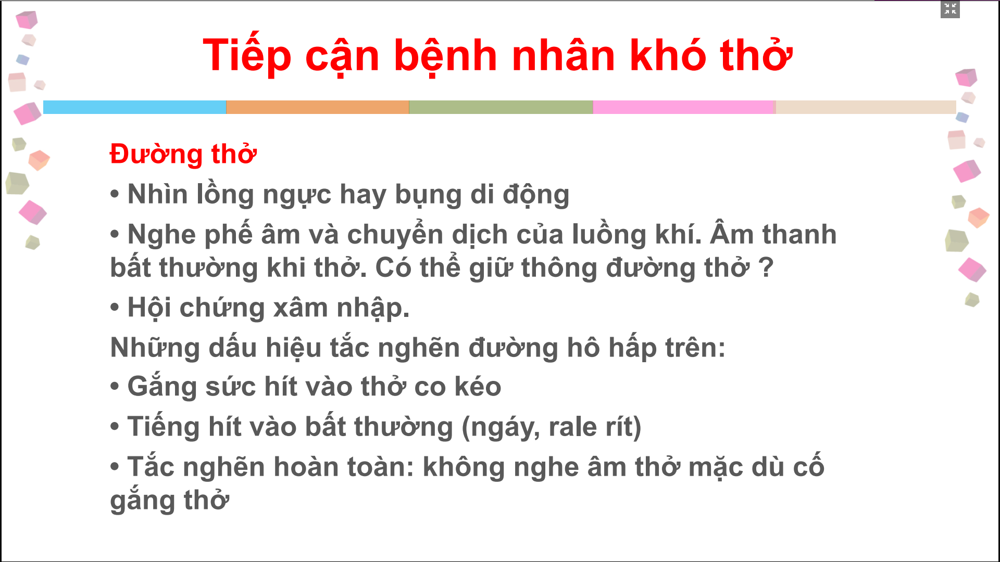 Tiếp cận bệnh nhân khó thở
Đường thở
• Nhìn lồng ngực hay bụng di động
• Nghe phế âm và chuyển dịch của luồng khí. Âm thanh
bất thường khi thở. Có thể giữ thông đường thở ?
• Hội chứng xâm nhập.
Những dấu hiệu tắc nghẽn đường hô hấp trên:
• Gắng sức hít vào thở co kéo
• Tiếng hít vào bất thường (ngáy, rale rít)
• Tắc nghẽn hoàn toàn: không nghe âm thở mặc dù cố
gắng thở